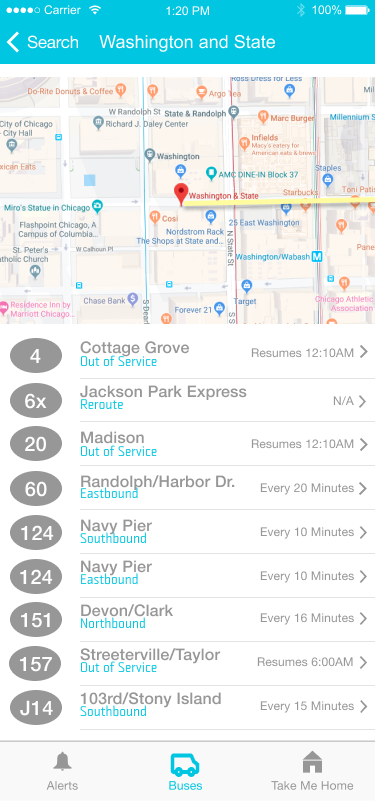 Carrier 1:20 PM 100%
Search Washington and State
Do-Rite Donuts & Coffee
Ross Dress for Less
Argo Tea
W Randolph St
State & Randolph
Marc Burger
Millennium S
City of Chicago
- City Hall
Richard J. Daley Center
Infields
Macy's eatery for
American eats & brews
Washington
AMC DINE-IN Block 37
Staples
exican Eats
Miro's Statue in Chicago
Washington & State
Starbucks
Toni Patis
Cosi
Flashpoint Chicago, A
Campus of Columbia...
Nordstrom Rack
The Shops at State and...
25 East Washington
St. Peter's
atholic Church
W Calhoun Pl
N State St
Washington/Wabash
Pane
Residence Inn by
Marriott Chicago
Chase Bank
S Dear
Forever 21
Target
Chicago Athletic
Association
4 Cottage Grove Resumes 12:10AM
Out of Service
6x Jackson Park Express N/A
Reroute
20 Madison Resumes 12:10AM
Out of Service
60 Randolph/Harbor Dr. Every 20 Minutes
Eastbound
124 Navy Pier Every 10 Minutes
Southbound
124 Navy Pier Every 10 Minutes
Eastbound
151 Devon/Clark Every 16 Minutes
Northbound
157 Streeterville/Taylor Resumes 6:00AM
Out of Service
J14 103rd/Stony Island Every 15 Minutes
Southbound
Alerts Buses Take Me Home